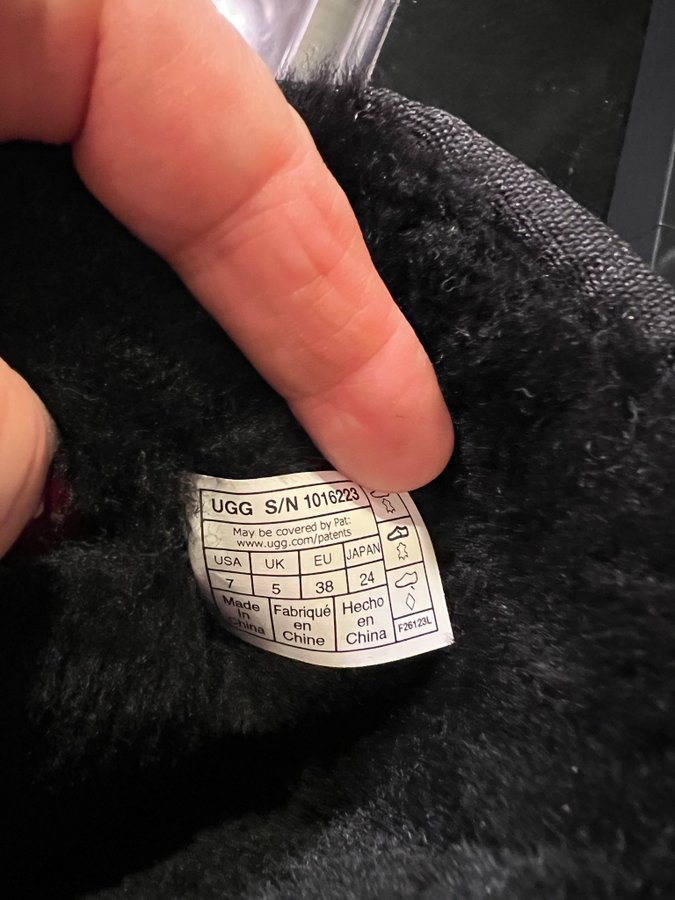 UGG S/N 1016223
May be covered by Pat:
www.ugg.com/patents
USA UK EU JAPAN
7 5 38 24
Made Fabriqué Hecho
In en en
China Chine China
F26123L